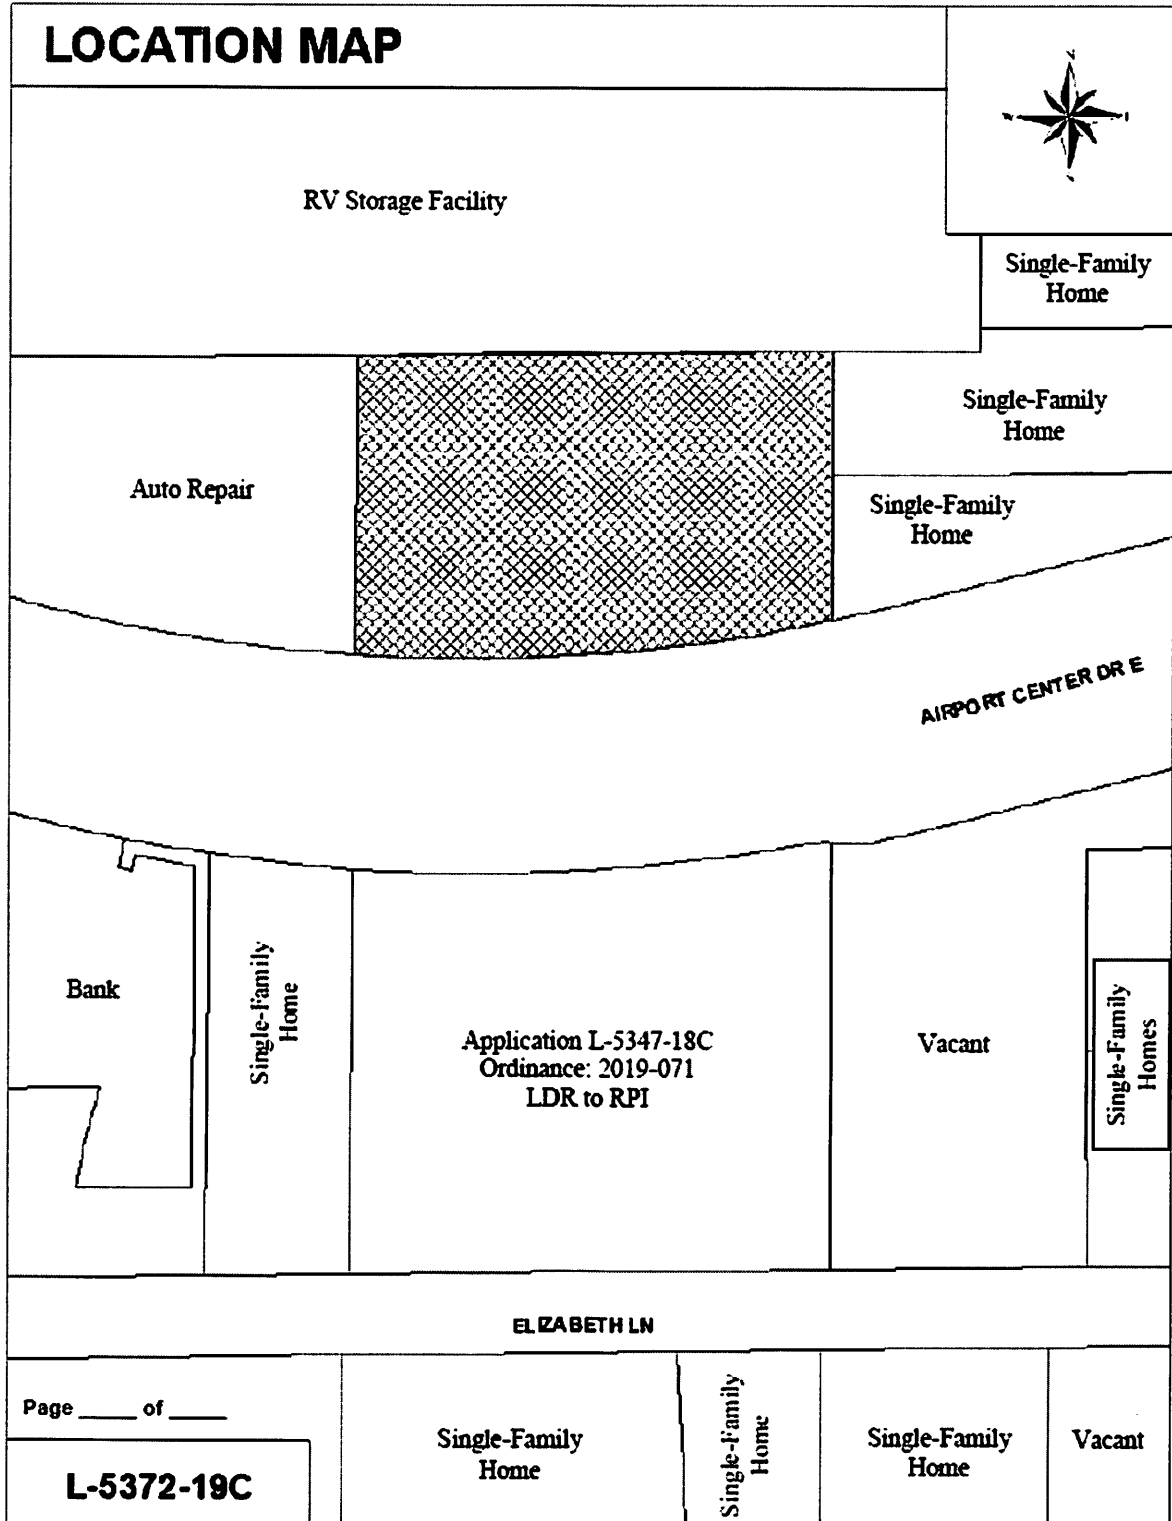 LOCATION MAP
RV Storage Facility
Single-Family
Home
Single-Family
Home
Auto Repair
Single-Family
Home
AIRPORT CENTER DR E
Bank
Single-Family
Home
Application L-5347-18C
Ordinance: 2019-071
LDR to RPI
Vacant
Single-Family
Homes
ELIZABETH LN
Page _____ of _____
L-5372-19C
Single-Family
Home
Single-Family
Home
Single-Family
Home
Vacant